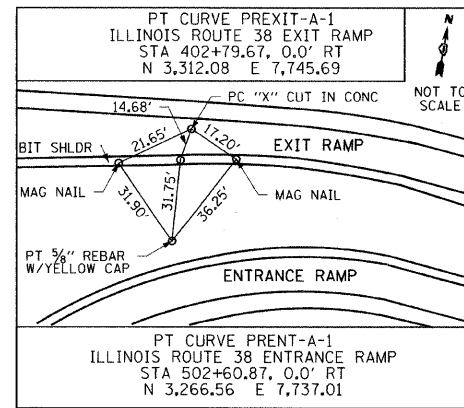 PT CURVE PREXIT-A-1
ILLINOIS ROUTE 38 EXIT RAMP
STA 402+79.67, 0.0' RT
N 3,312.08 E 7,745.69
N
NOT TO
SCALE
PC "X" CUT IN CONC
14.68'
21.65'
17.20'
EXIT RAMP
BIT SHLDR
MAG NAIL
MAG NAIL
31.90'
31.75'
36.25'
PT 5/8" REBAR
W/YELLOW CAP
ENTRANCE RAMP
PT CURVE PRENT-A-1
ILLINOIS ROUTE 38 ENTRANCE RAMP
STA 502+60.87, 0.0' RT
N 3,266.56 E 7,737.01